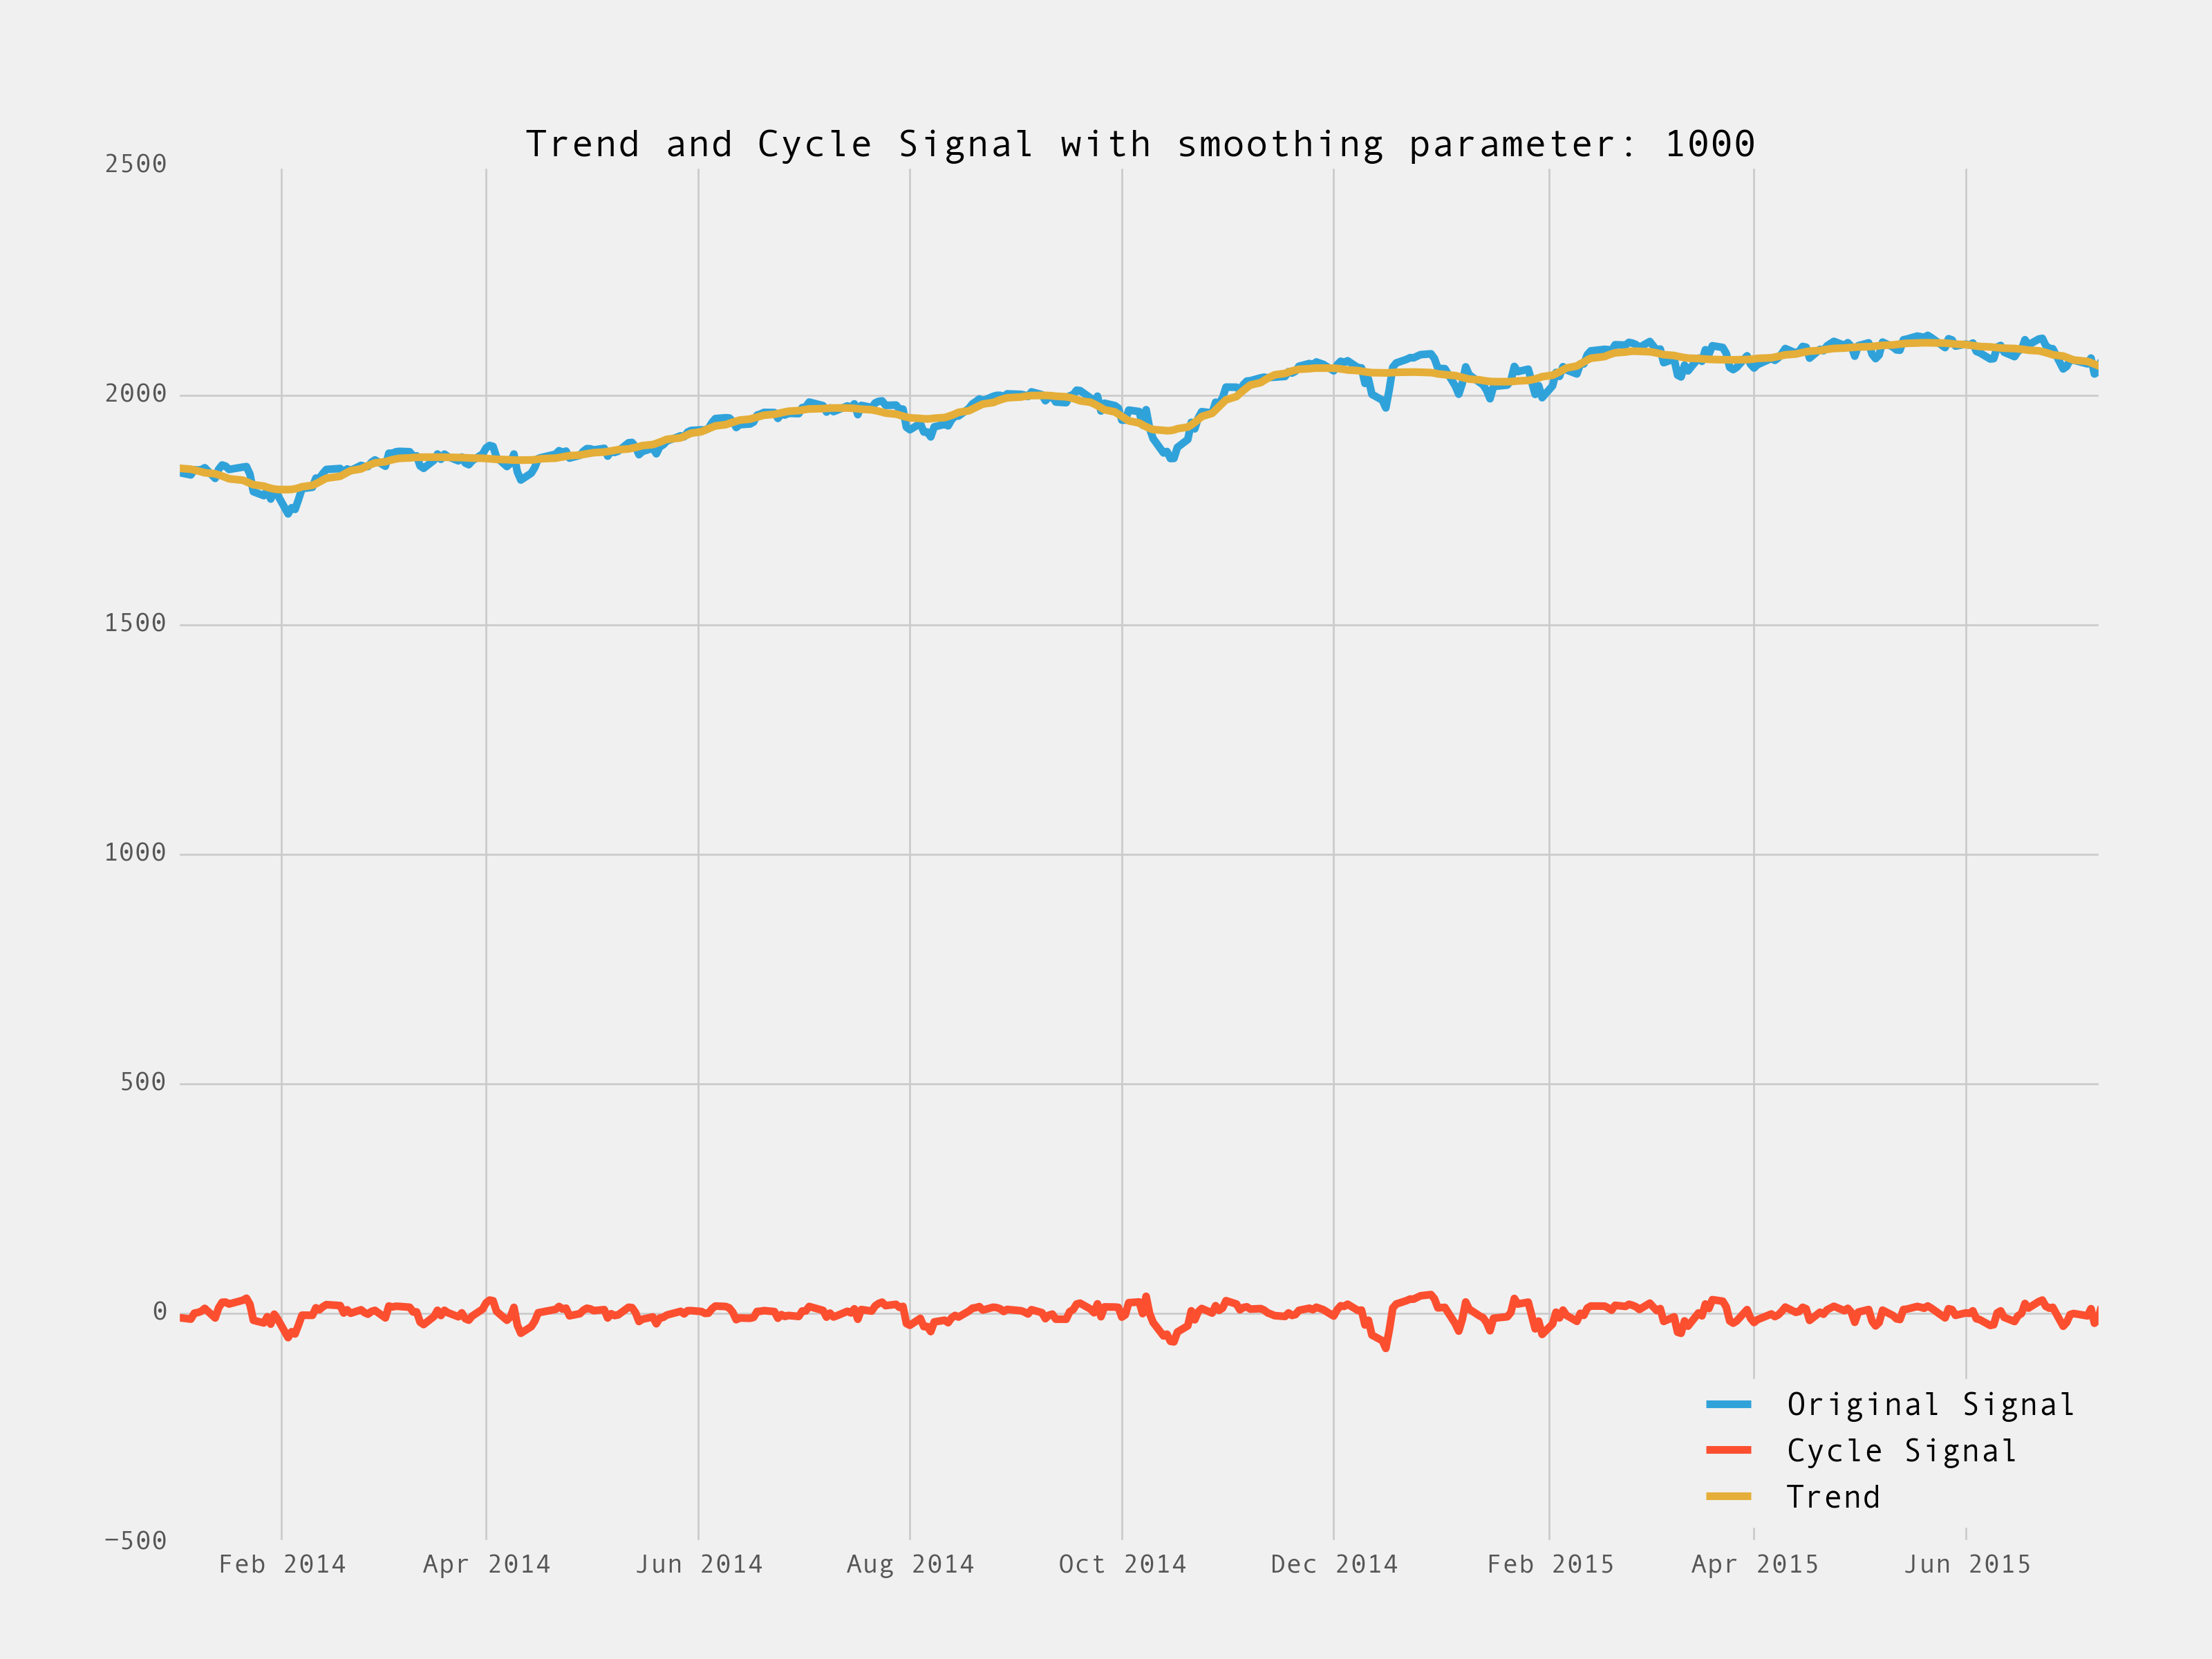 Trend and Cycle Signal with smoothing parameter: 1000
2500
2000
1500
1000
500
0
−500
Feb 2014 Apr 2014 Jun 2014 Aug 2014 Oct 2014 Dec 2014 Feb 2015 Apr 2015 Jun 2015
Original Signal
Cycle Signal
Trend